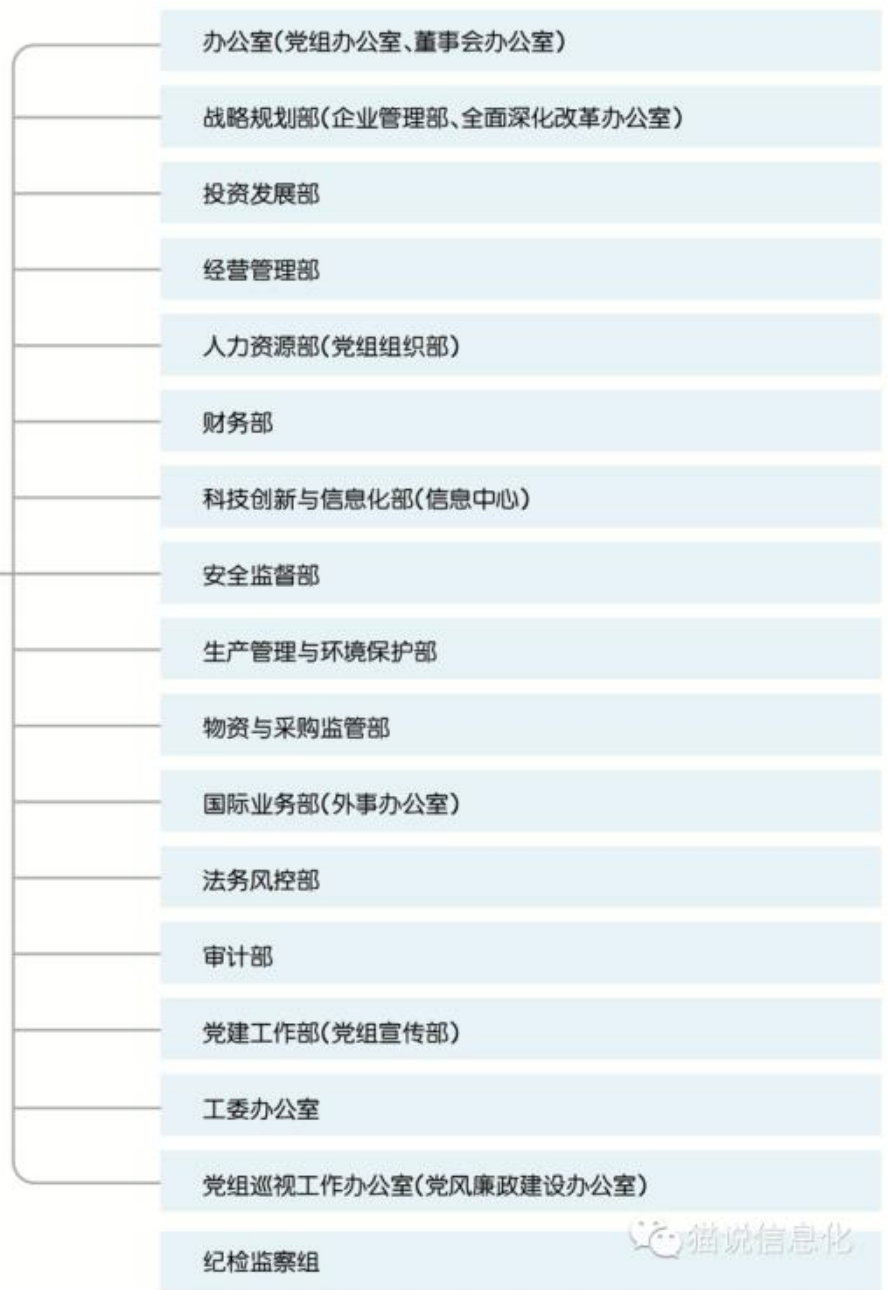 办公室(党组办公室、董事会办公室)
战略规划部(企业管理部、全面深化改革办公室)
投资发展部
经营管理部
人力资源部(党组组织部)
财务部
科技创新与信息化部(信息中心)
安全监督部
生产管理与环境保护部
物资与采购监管部
国际业务部(外事办公室)
法务风控部
审计部
党建工作部(党组宣传部)
工委办公室
党组巡视工作办公室(党风廉政建设办公室)
猫说信息化
纪检监察组